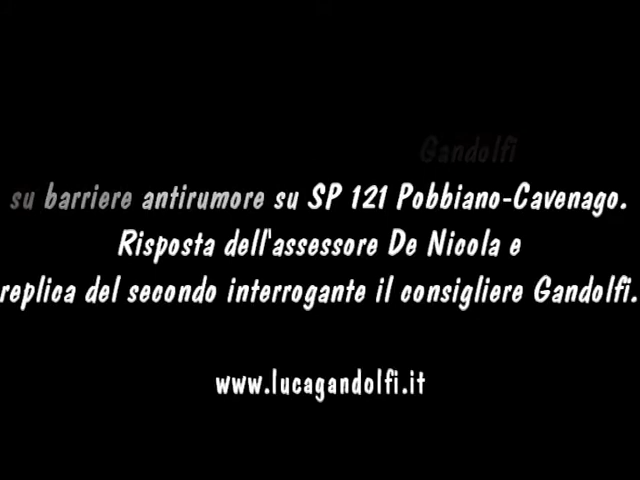 Gandolfi
su barriere antirumore su SP 121 Pobbiano-Cavenago.
Risposta dell'assessore De Nicola e
replica del secondo interrogante il consigliere Gandolfi.
www.lucagandolfi.it